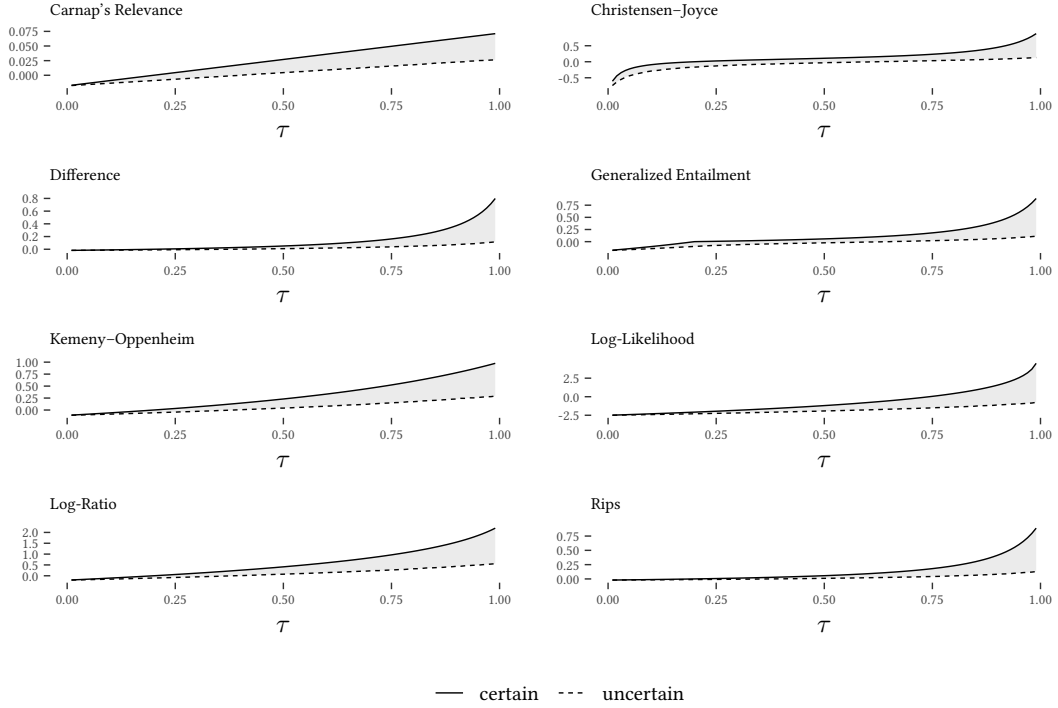 Carnap's Relevance
0.075
0.050
0.025
0.000
0.00 0.25 0.50 0.75 1.00
τ
Christensen–Joyce
0.5
0.0
-0.5
0.00 0.25 0.50 0.75 1.00
τ
Difference
0.8
0.6
0.4
0.2
0.0
0.00 0.25 0.50 0.75 1.00
τ
Generalized Entailment
0.75
0.50
0.25
0.00
0.00 0.25 0.50 0.75 1.00
τ
Kemeny–Oppenheim
1.00
0.75
0.50
0.25
0.00
0.00 0.25 0.50 0.75 1.00
τ
Log-Likelihood
2.5
0.0
-2.5
0.00 0.25 0.50 0.75 1.00
τ
Log-Ratio
2.0
1.5
1.0
0.5
0.0
0.00 0.25 0.50 0.75 1.00
τ
Rips
0.75
0.50
0.25
0.00
0.00 0.25 0.50 0.75 1.00
τ
certain uncertain